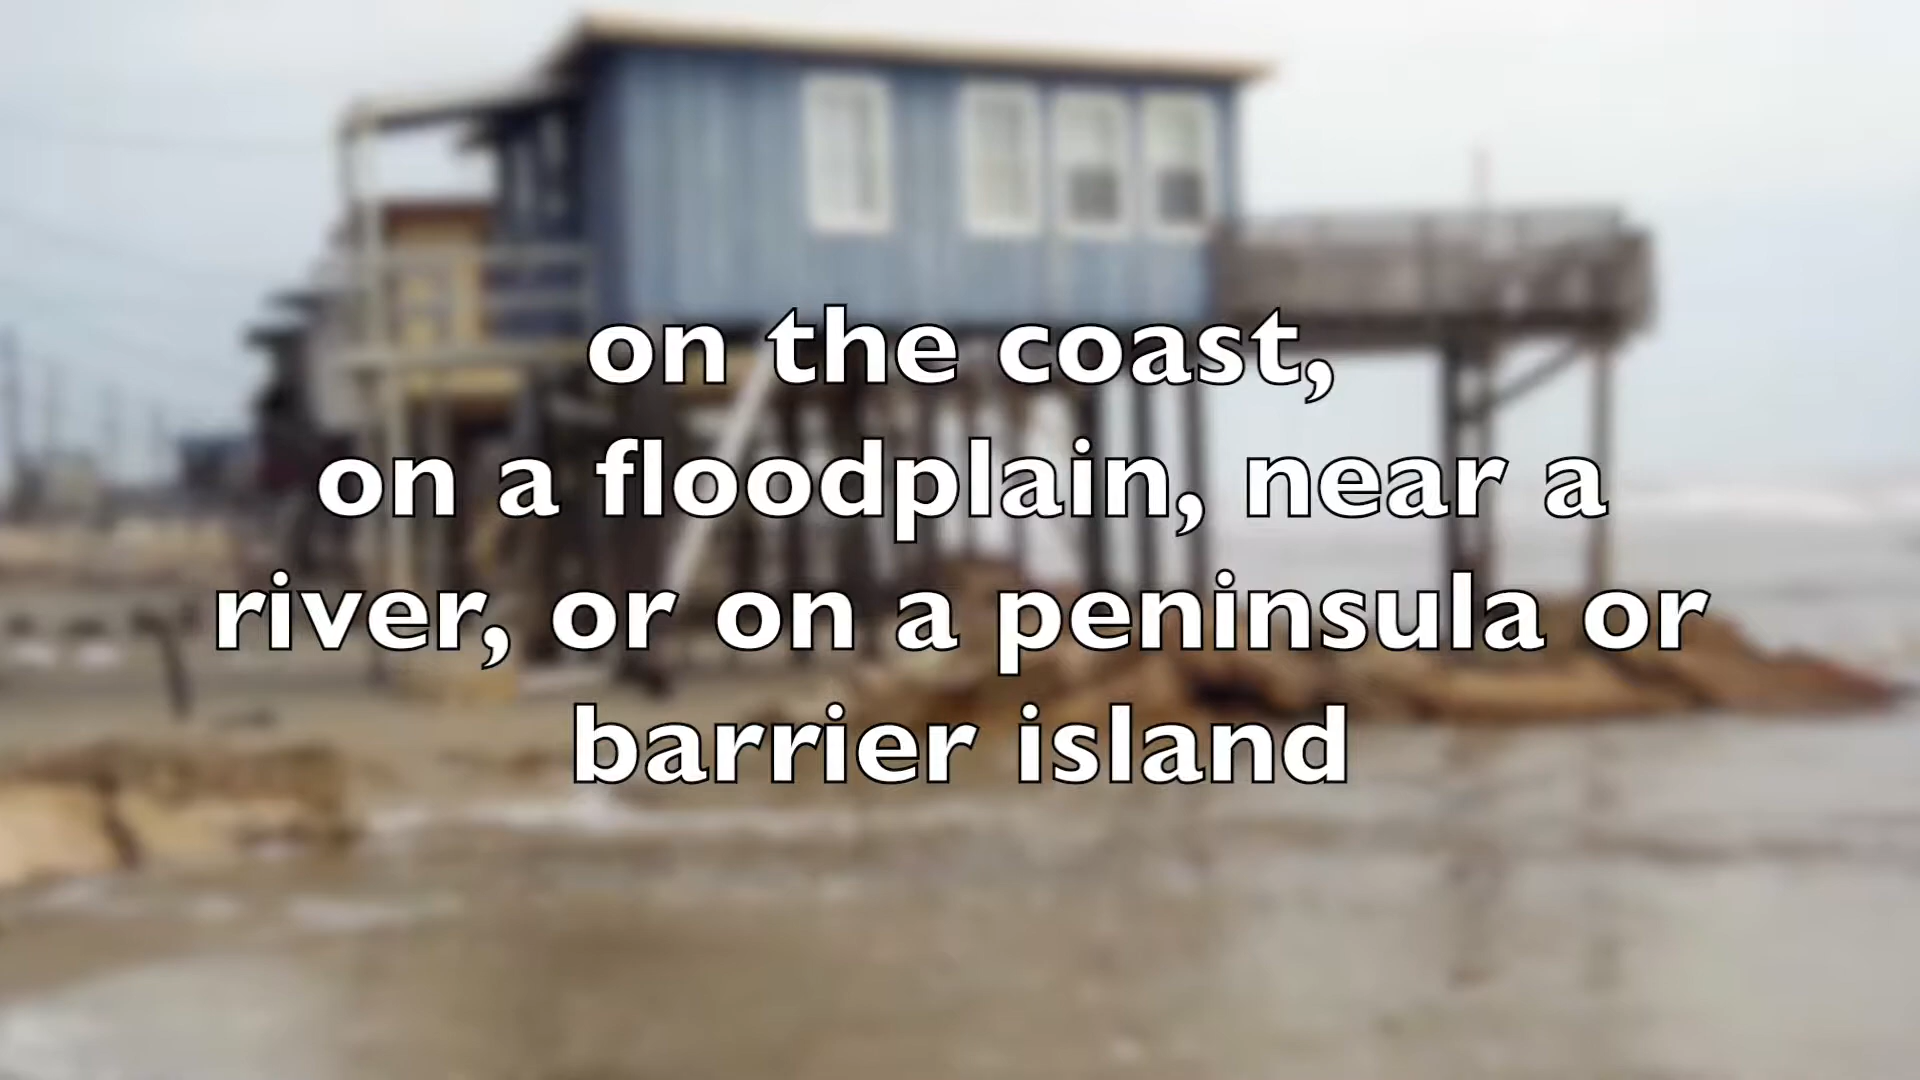 on the coast,
on a floodplain, near a
river, or on a peninsula or
barrier island